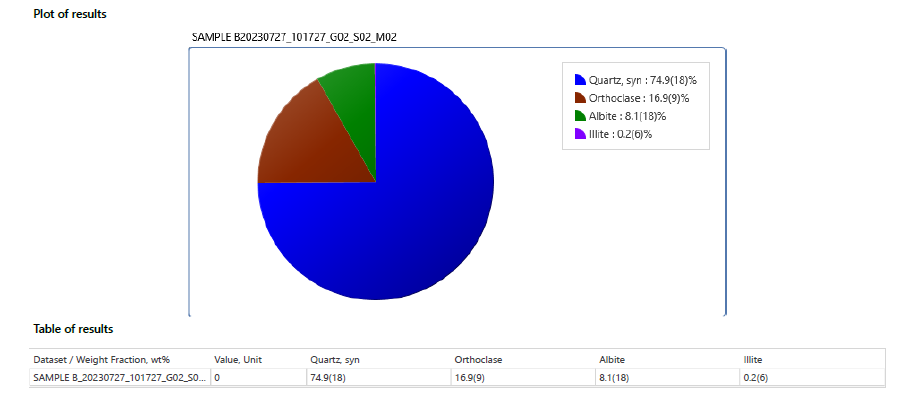 Plot of results
SAMPLE B20230727_101727_G02_S02_M02
Quartz, syn : 74.9(18)%
Orthoclase : 16.9(9)%
Albite : 8.1(18)%
Illite : 0.2(6)%
Table of results
Dataset / Weight Fraction, wt% Value, Unit Quartz, syn Orthoclase Albite Illite
SAMPLE B_20230727_101727_G02_S0... 0 74.9(18) 16.9(9) 8.1(18) 0.2(6)